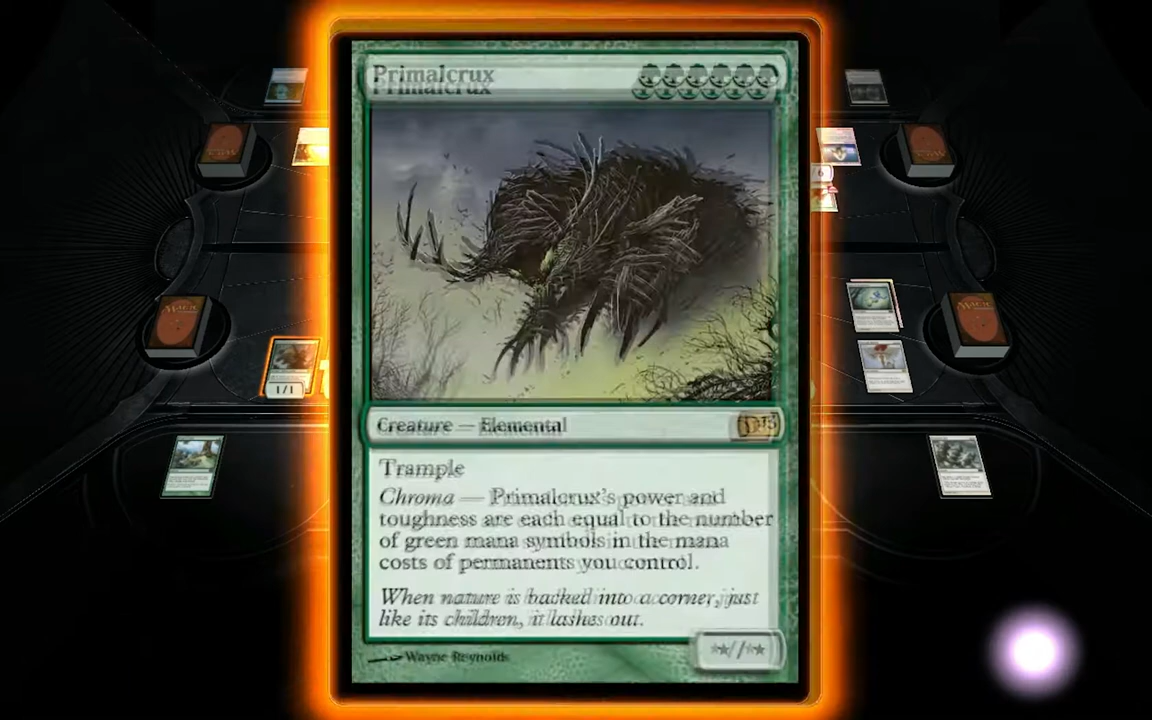 Primalcrux
Creature — Elemental
Trample
Chroma — Primalcrux's power and
toughness are each equal to the number
of green mana symbols in the mana
costs of permanents you control.
When nature is backed into a corner, just
like its children, it lashes out.
Wayne Reynolds
*/*
1/1